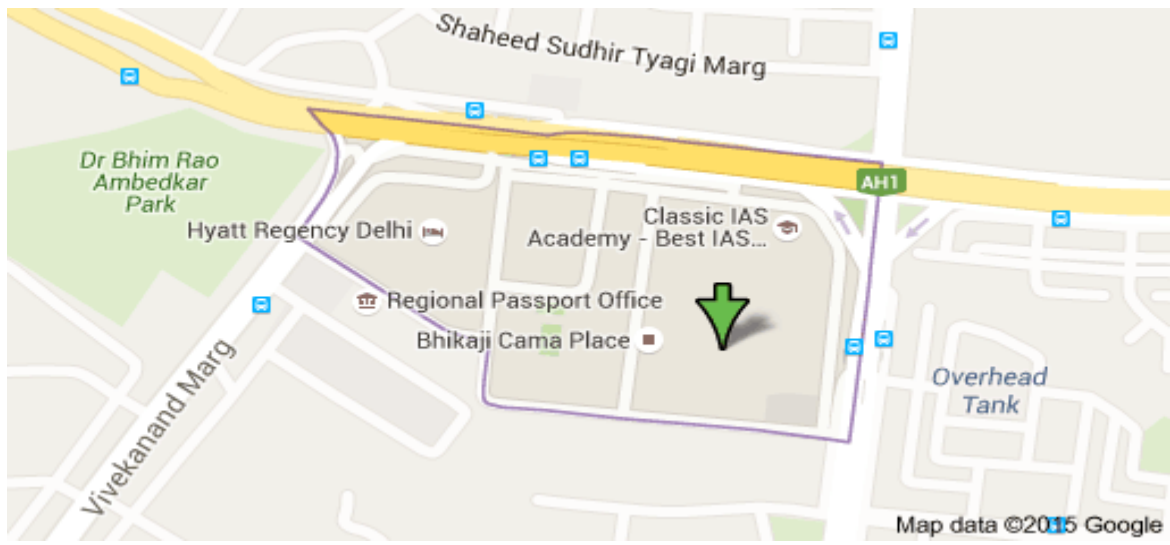 Shaheed Sudhir Tyagi Marg
Dr Bhim Rao
Ambedkar
Park
AH1
Hyatt Regency Delhi
Classic IAS
Academy - Best IAS...
Regional Passport Office
Bhikaji Cama Place
Vivekanand Marg
Overhead
Tank
Map data ©2015 Google